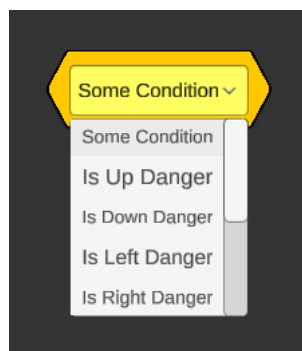 Some Condition
Some Condition
Is Up Danger
Is Down Danger
Is Left Danger
Is Right Danger